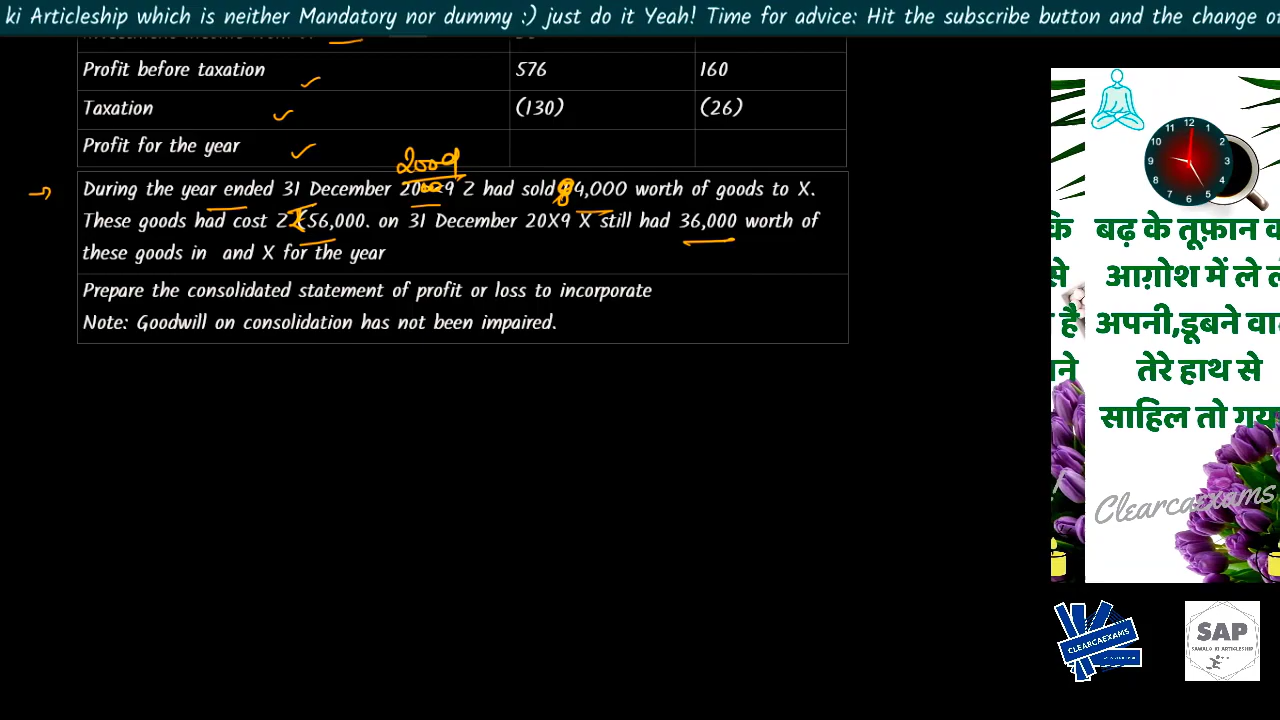 ki Articleship which is neither Mandatory nor dummy :) just do it Yeah! Time for advice: Hit the subscribe button and the change of
Profit before taxation 576 160
Taxation (130) (26)
Profit for the year
2009
During the year ended 31 December 9 Z had sold 84,000 worth of goods to X.
These goods had cost Z 56,000. on 31 December 20X9 X still had 36,000 worth of
these goods in and X for the year
Prepare the consolidated statement of profit or loss to incorporate
Note: Goodwill on consolidation has not been impaired.
बढ़ के तूफ़ान क
आग़ोश में ले ले
है अपनी,डूबने वा
तेरे हाथ से
साहिल तो गय
Clearcaexams
CLEARCAEXAMS
SAP
SAMALO KI ARTICLESHIP